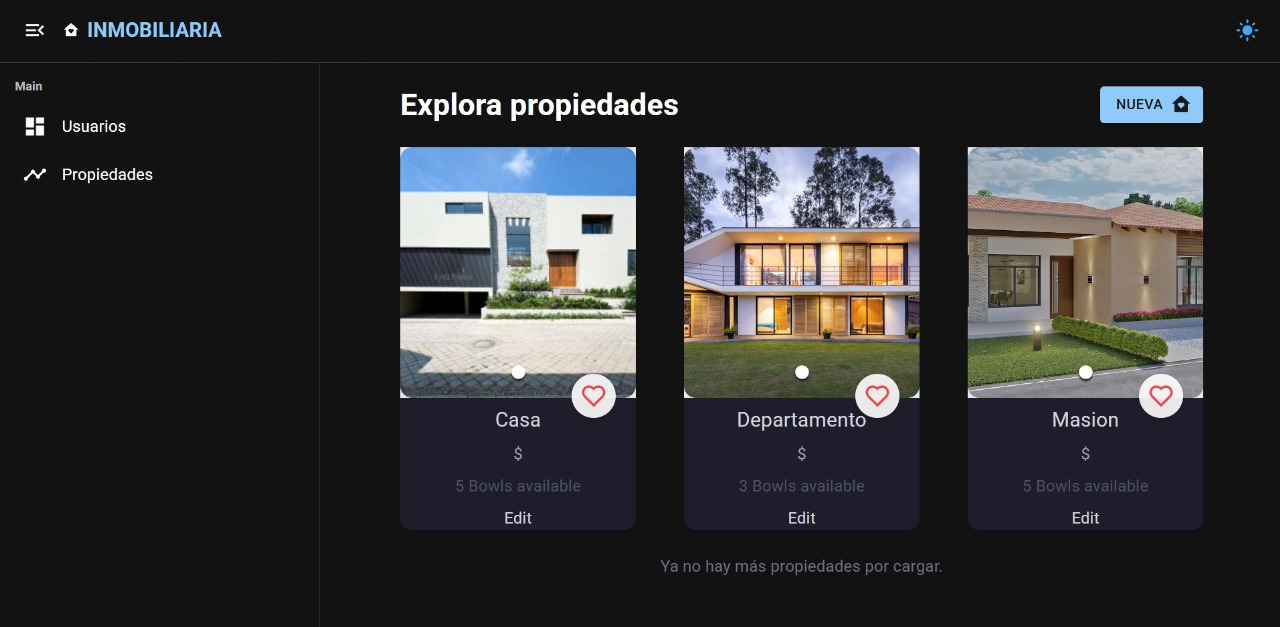 INMOBILIARIA
Main
Usuarios
Propiedades
Explora propiedades
NUEVA
Casa
$
5 Bowls available
Edit
Departamento
$
3 Bowls available
Edit
Masion
$
5 Bowls available
Edit
Ya no hay más propiedades por cargar.